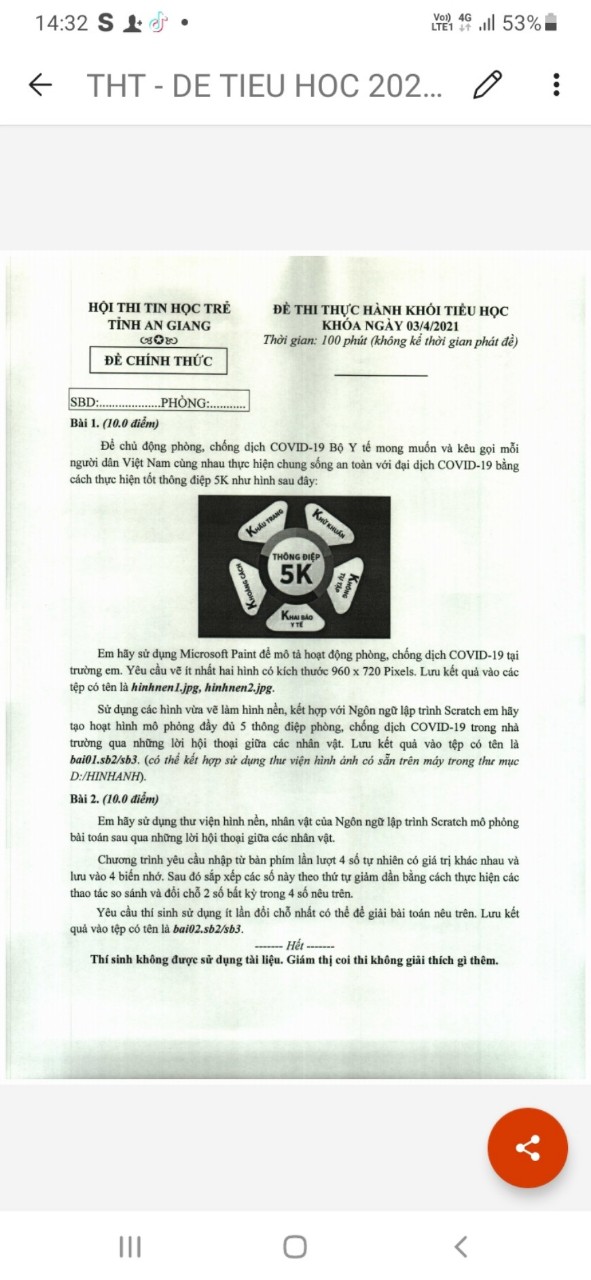 14:32 S
Voi) 4G
LTE1 53%
THT - DE TIEU HOC 202...
HỘI THI TIN HỌC TRẺ
TỈNH AN GIANG
ĐỀ CHÍNH THỨC
ĐỀ THI THỰC HÀNH KHỐI TIỂU HỌC
KHÓA NGÀY 03/4/2021
Thời gian: 100 phút (không kể thời gian phát đề)
SBD:....................PHÒNG:...........
Bài 1. (10.0 điểm)
Để chủ động phòng, chống dịch COVID-19 Bộ Y tế mong muốn và kêu gọi mỗi
người dân Việt Nam cùng nhau thực hiện chung sống an toàn với đại dịch COVID-19 bằng
cách thực hiện tốt thông điệp 5K như hình sau đây:
KHẨU TRANG
KHỬ KHUẨN
THÔNG ĐIỆP
5K
KHOẢNG CÁCH
KHÔNG
TỤ TẬP
KHAI BÁO
Y TẾ
Em hãy sử dụng Microsoft Paint để mô tả hoạt động phòng, chống dịch COVID-19 tại
trường em. Yêu cầu vẽ ít nhất hai hình có kích thước 960 x 720 Pixels. Lưu kết quả vào các
tệp có tên là hinhnen1.jpg, hinhnen2.jpg.
Sử dụng các hình vừa vẽ làm hình nền, kết hợp với Ngôn ngữ lập trình Scratch em hãy
tạo hoạt hình mô phỏng đầy đủ 5 thông điệp phòng, chống dịch COVID-19 trong nhà
trường qua những lời hội thoại giữa các nhân vật. Lưu kết quả vào tệp có tên là
bai01.sb2/sb3. (có thể kết hợp sử dụng thư viện hình ảnh có sẵn trên máy trong thư mục
D:/HINHANH).
Bài 2. (10.0 điểm)
Em hãy sử dụng thư viện hình nền, nhân vật của Ngôn ngữ lập trình Scratch mô phỏng
bài toán sau qua những lời hội thoại giữa các nhân vật.
Chương trình yêu cầu nhập từ bàn phím lần lượt 4 số tự nhiên có giá trị khác nhau và
lưu vào 4 biến nhớ. Sau đó sắp xếp các số này theo thứ tự giảm dần bằng cách thực hiện các
thao tác so sánh và đổi chỗ 2 số bất kỳ trong 4 số nêu trên.
Yêu cầu thí sinh sử dụng ít lần đổi chỗ nhất có thể để giải bài toán nêu trên. Lưu kết
quả vào tệp có tên là bai02.sb2/sb3.
------- Hết -------
Thí sinh không được sử dụng tài liệu. Giám thị coi thi không giải thích gì thêm.